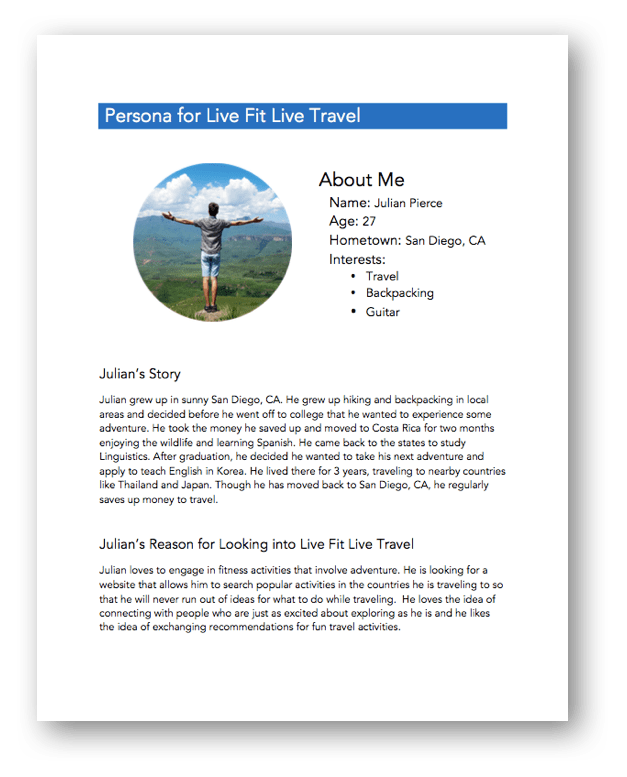 Persona for Live Fit Live Travel
About Me
Name: Julian Pierce
Age: 27
Hometown: San Diego, CA
Interests:
• Travel
• Backpacking
• Guitar
Julian's Story
Julian grew up in sunny San Diego, CA. He grew up hiking and backpacking in local
areas and decided before he went off to college that he wanted to experience some
adventure. He took the money he saved up and moved to Costa Rica for two months
enjoying the wildlife and learning Spanish. He came back to the states to study
Linguistics. After graduation, he decided he wanted to take his next adventure and
apply to teach English in Korea. He lived there for 3 years, traveling to nearby countries
like Thailand and Japan. Though he has moved back to San Diego, CA, he regularly
saves up money to travel.
Julian's Reason for Looking into Live Fit Live Travel
Julian loves to engage in fitness activities that involve adventure. He is looking for a
website that allows him to search popular activities in the countries he is traveling to so
that he will never run out of ideas for what to do while traveling.  He loves the idea of
connecting with people who are just as excited about exploring as he is and he likes
the idea of exchanging recommendations for fun travel activities.